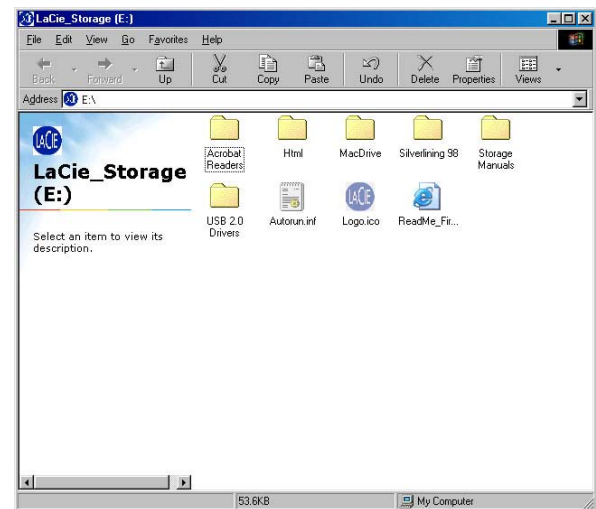 LaCie_Storage (E:)
File Edit View Go Favorites Help
Back Forward Up Cut Copy Paste Undo Delete Properties Views
Address E:\
LACIE
LaCie_Storage
(E:)
Select an item to view its
description.
Acrobat
Readers
Html
MacDrive
Silverlining 98
Storage
Manuals
USB 2.0
Drivers
Autorun.inf
LACIE
Logo.ico
ReadMe_Fir...
53.6KB
My Computer